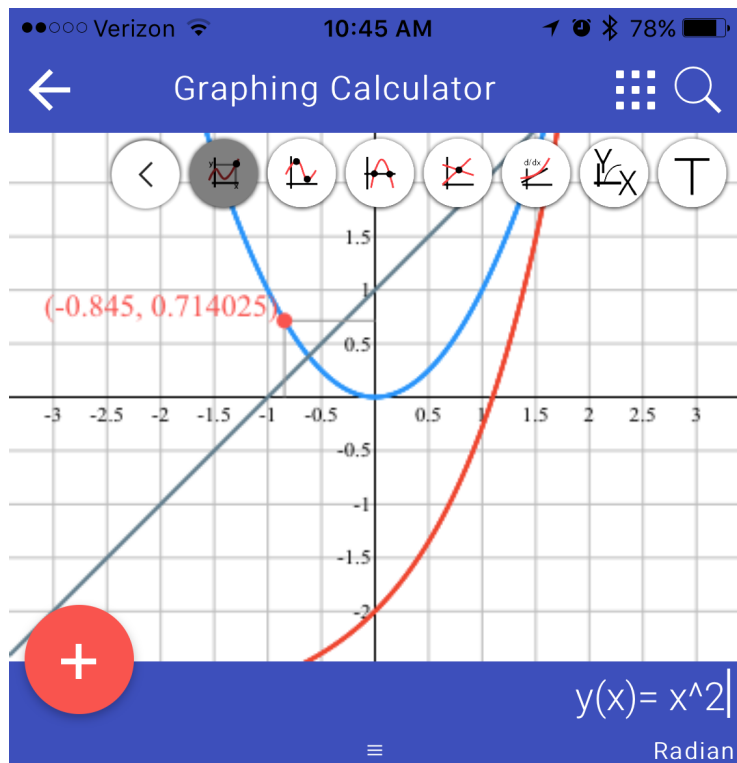 Verizon 10:45 AM 78%
Graphing Calculator
y
x
d/dx
Y
X
T
1.5
1
(-0.845, 0.714025)
0.5
-3 -2.5 -2 -1.5 -1 -0.5 0.5 1 1.5 2 2.5 3
-0.5
-1
-1.5
-2
+
y(x)= x^2
Radian